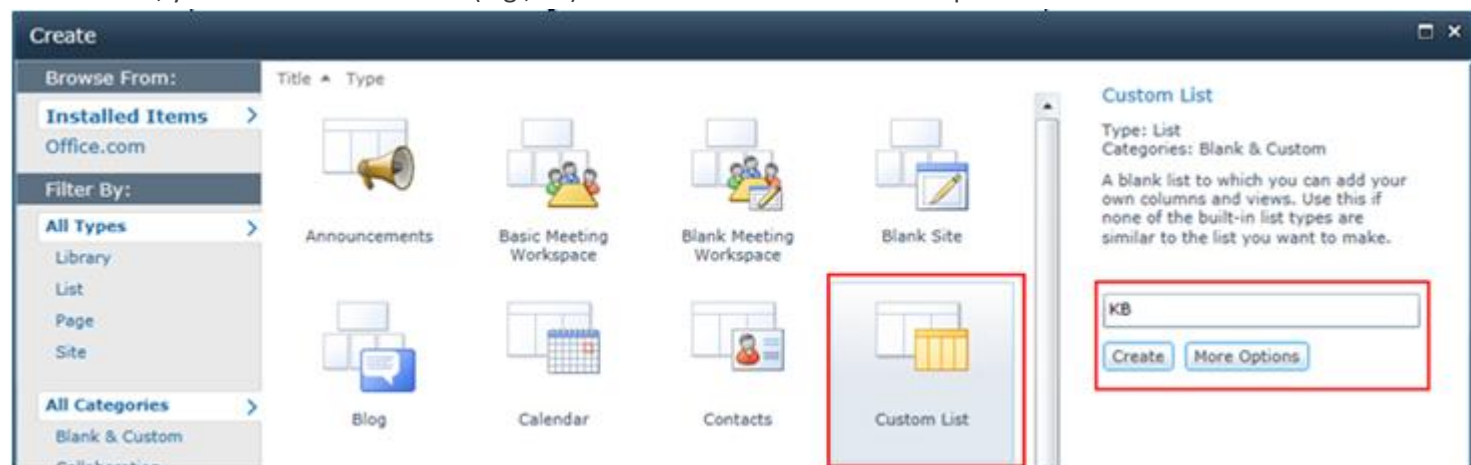 Create
Browse From:
Installed Items
Office.com
Filter By:
All Types
Library
List
Page
Site
All Categories
Blank & Custom
Title Type
Announcements
Basic Meeting
Workspace
Blank Meeting
Workspace
Blank Site
Blog
Calendar
Contacts
Custom List
Custom List
Type: List
Categories: Blank & Custom
A blank list to which you can add your
own columns and views. Use this if
none of the built-in list types are
similar to the list you want to make.
KB
Create More Options